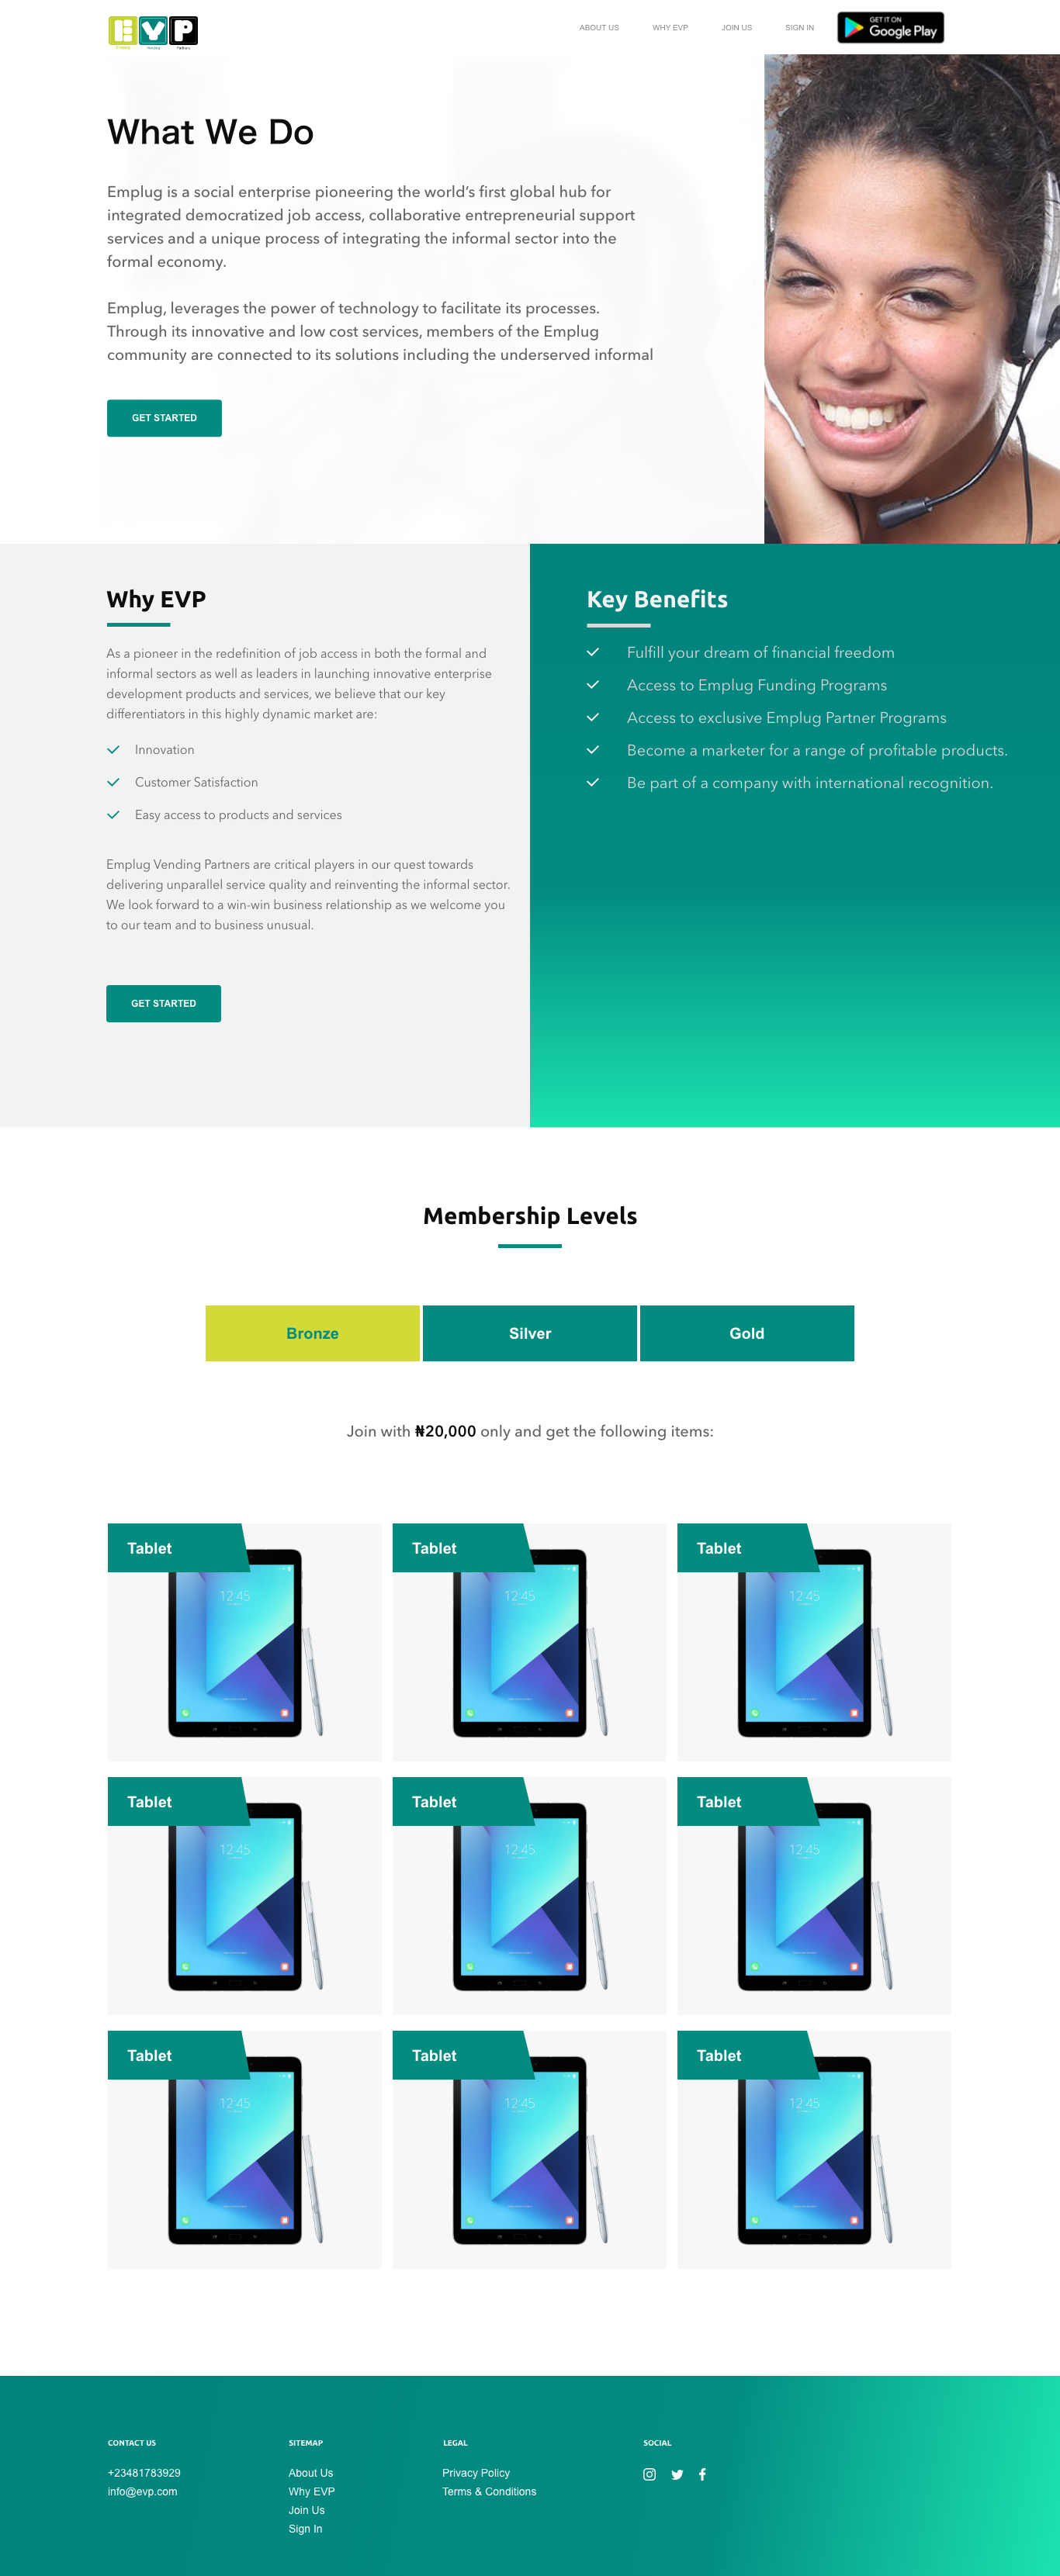 EVP
ABOUT US
WHY EVP
JOIN US
SIGN IN
GET IT ON
Google Play
What We Do
Emplug is a social enterprise pioneering the world’s first global hub for
integrated democratized job access, collaborative entrepreneurial support
services and a unique process of integrating the informal sector into the
formal economy.
Emplug, leverages the power of technology to facilitate its processes.
Through its innovative and low cost services, members of the Emplug
community are connected to its solutions including the underserved informal
GET STARTED
Why EVP
As a pioneer in the redefinition of job access in both the formal and
informal sectors as well as leaders in launching innovative enterprise
development products and services, we believe that our key
differentiators in this highly dynamic market are:
Innovation
Customer Satisfaction
Easy access to products and services
Emplug Vending Partners are critical players in our quest towards
delivering unparallel service quality and reinventing the informal sector.
We look forward to a win-win business relationship as we welcome you
to our team and to business unusual.
GET STARTED
Key Benefits
Fulfill your dream of financial freedom
Access to Emplug Funding Programs
Access to exclusive Emplug Partner Programs
Become a marketer for a range of profitable products.
Be part of a company with international recognition.
Membership Levels
Bronze
Silver
Gold
Join with ₦20,000 only and get the following items:
Tablet
12:45
Tablet
12:45
Tablet
12:45
Tablet
12:45
Tablet
12:45
Tablet
12:45
Tablet
12:45
Tablet
12:45
Tablet
12:45
CONTACT US
+23481783929
info@evp.com
SITEMAP
About Us
Why EVP
Join Us
Sign In
LEGAL
Privacy Policy
Terms & Conditions
SOCIAL